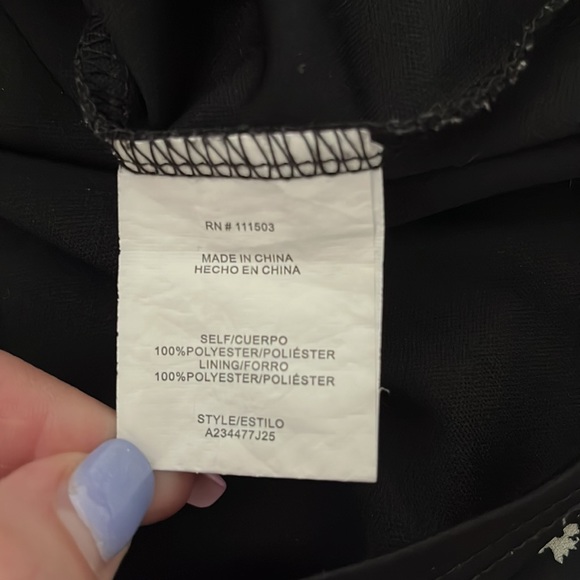 RN # 111503
MADE IN CHINA
HECHO EN CHINA
SELF/CUERPO
100%POLYESTER/POLIÉSTER
LINING/FORRO
100%POLYESTER/POLIÉSTER
STYLE/ESTILO
A234477J25